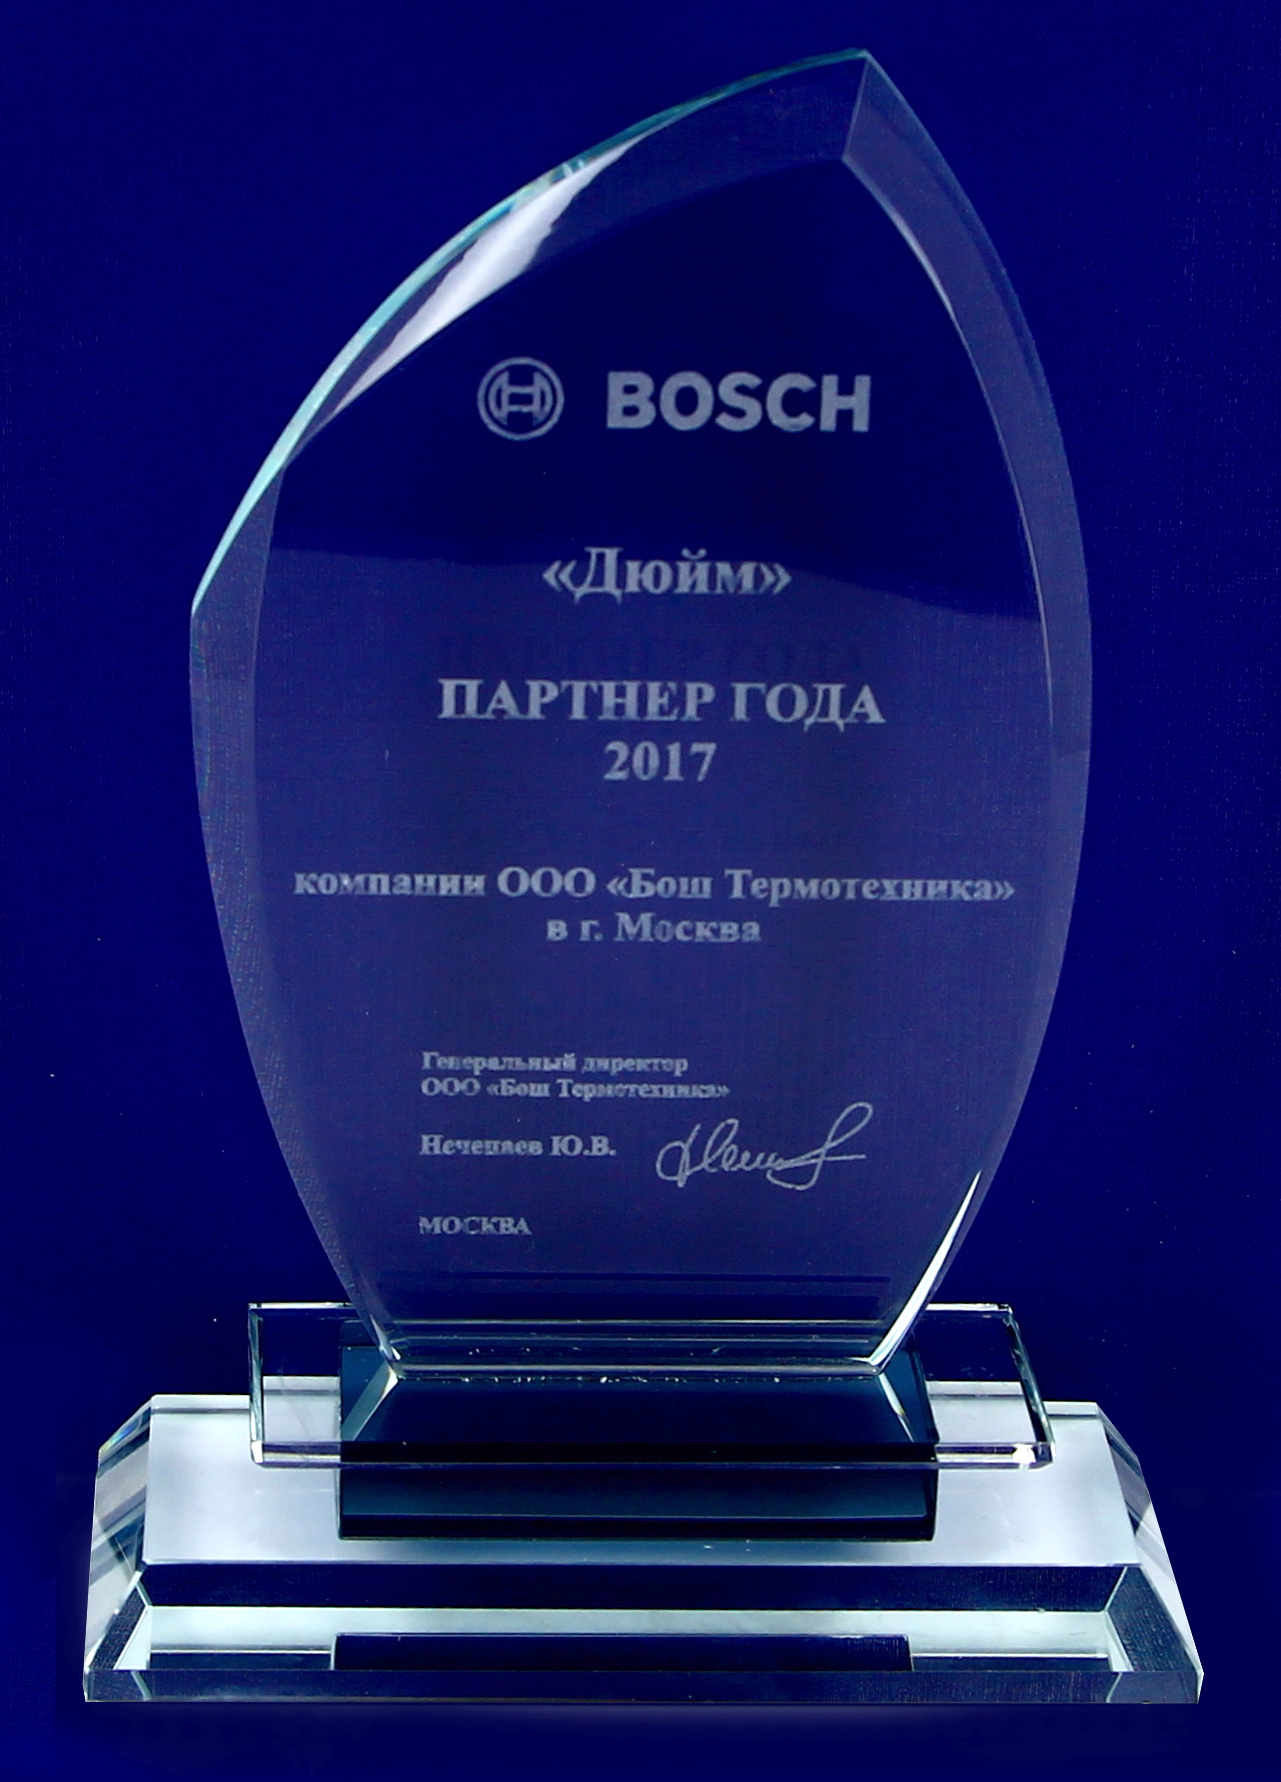 BOSCH
«Дюйм»
ПАРТНЕР ГОДА
2017
компании ООО «Бош Термотехника»
в г. Москва
Генеральный директор
ООО «Бош Термотехника»
Нечепаев Ю.В.
МОСКВА